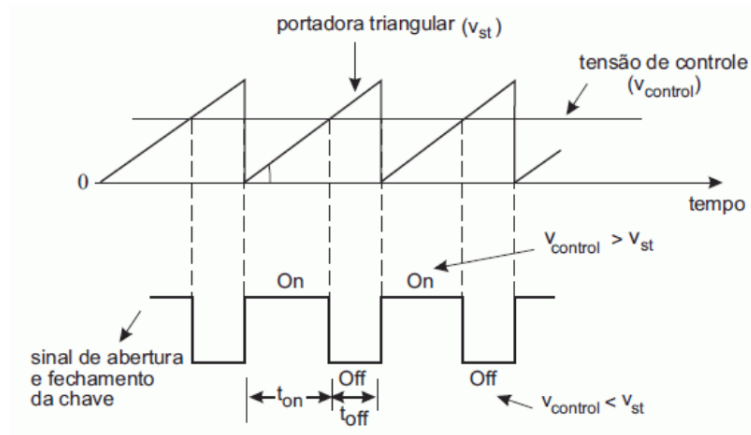 portadora triangular (vst)
tensão de controle
(vcontrol)
0
tempo
vcontrol > vst
On
On
sinal de abertura
e fechamento
da chave
Off
Off
ton
toff
vcontrol < vst